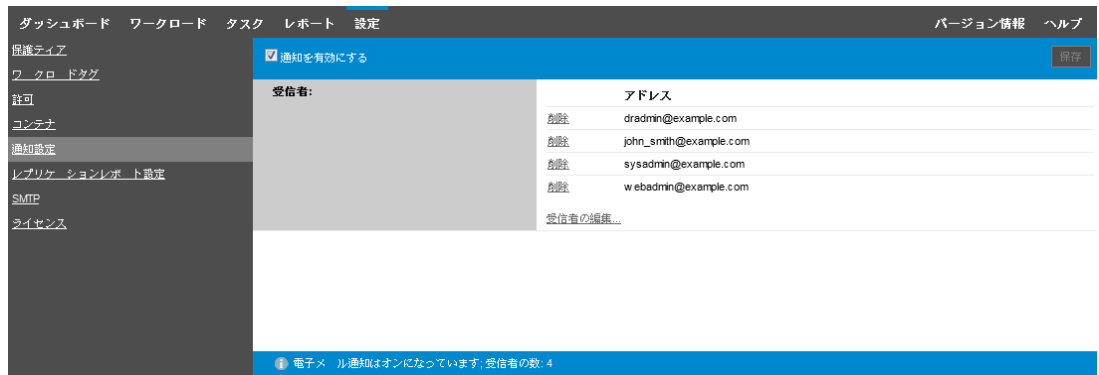 ダッシュボード ワークロード タスク レポート 設定 バージョン情報 ヘルプ
保護ティア
ワ クロ ドタグ
許可
コンテナ
通知設定
レプリケ ションレポ ト設定
SMTP
ライセンス
通知を有効にする 保存
受信者:
アドレス
削除 dradmin@example.com
削除 john_smith@example.com
削除 sysadmin@example.com
削除 webadmin@example.com
受信者の編集...
電子メ ル通知はオンになっています; 受信者の数: 4